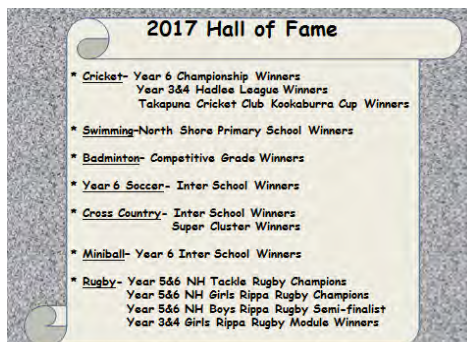 2017 Hall of Fame
* Cricket- Year 6 Championship Winners
Year 3&4 Hadlee League Winners
Takapuna Cricket Club Kookaburra Cup Winners
* Swimming-North Shore Primary School Winners
* Badminton- Competitive Grade Winners
* Year 6 Soccer- Inter School Winners
* Cross Country- Inter School Winners
Super Cluster Winners
* Miniball- Year 6 Inter School Winners
* Rugby- Year 5&6 NH Tackle Rugby Champions
Year 5&6 NH Girls Rippa Rugby Champions
Year 5&6 NH Boys Rippa Rugby Semi-finalist
Year 3&4 Girls Rippa Rugby Module Winners